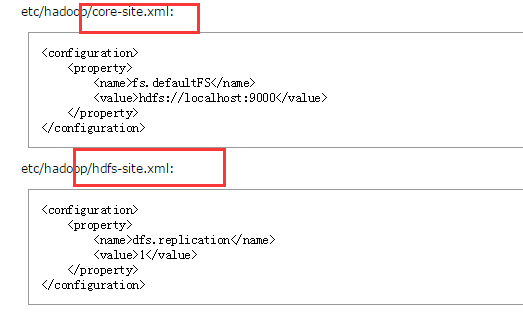 etc/hadoop/core-site.xml:
<configuration>
    <property>
        <name>fs.defaultFS</name>
        <value>hdfs://localhost:9000</value>
    </property>
</configuration>
etc/hadoop/hdfs-site.xml:
<configuration>
    <property>
        <name>dfs.replication</name>
        <value>1</value>
    </property>
</configuration>